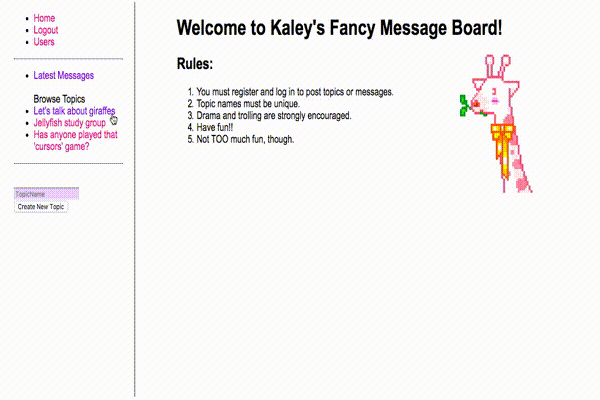 Home
Logout
Users
Latest Messages
Browse Topics
Let's talk about giraffes
Jellyfish study group
Has anyone played that
'cursors' game?
TopicName
Create New Topic
Welcome to Kaley's Fancy Message Board!
Rules:
1. You must register and log in to post topics or messages.
2. Topic names must be unique.
3. Drama and trolling are strongly encouraged.
4. Have fun!!
5. Not TOO much fun, though.